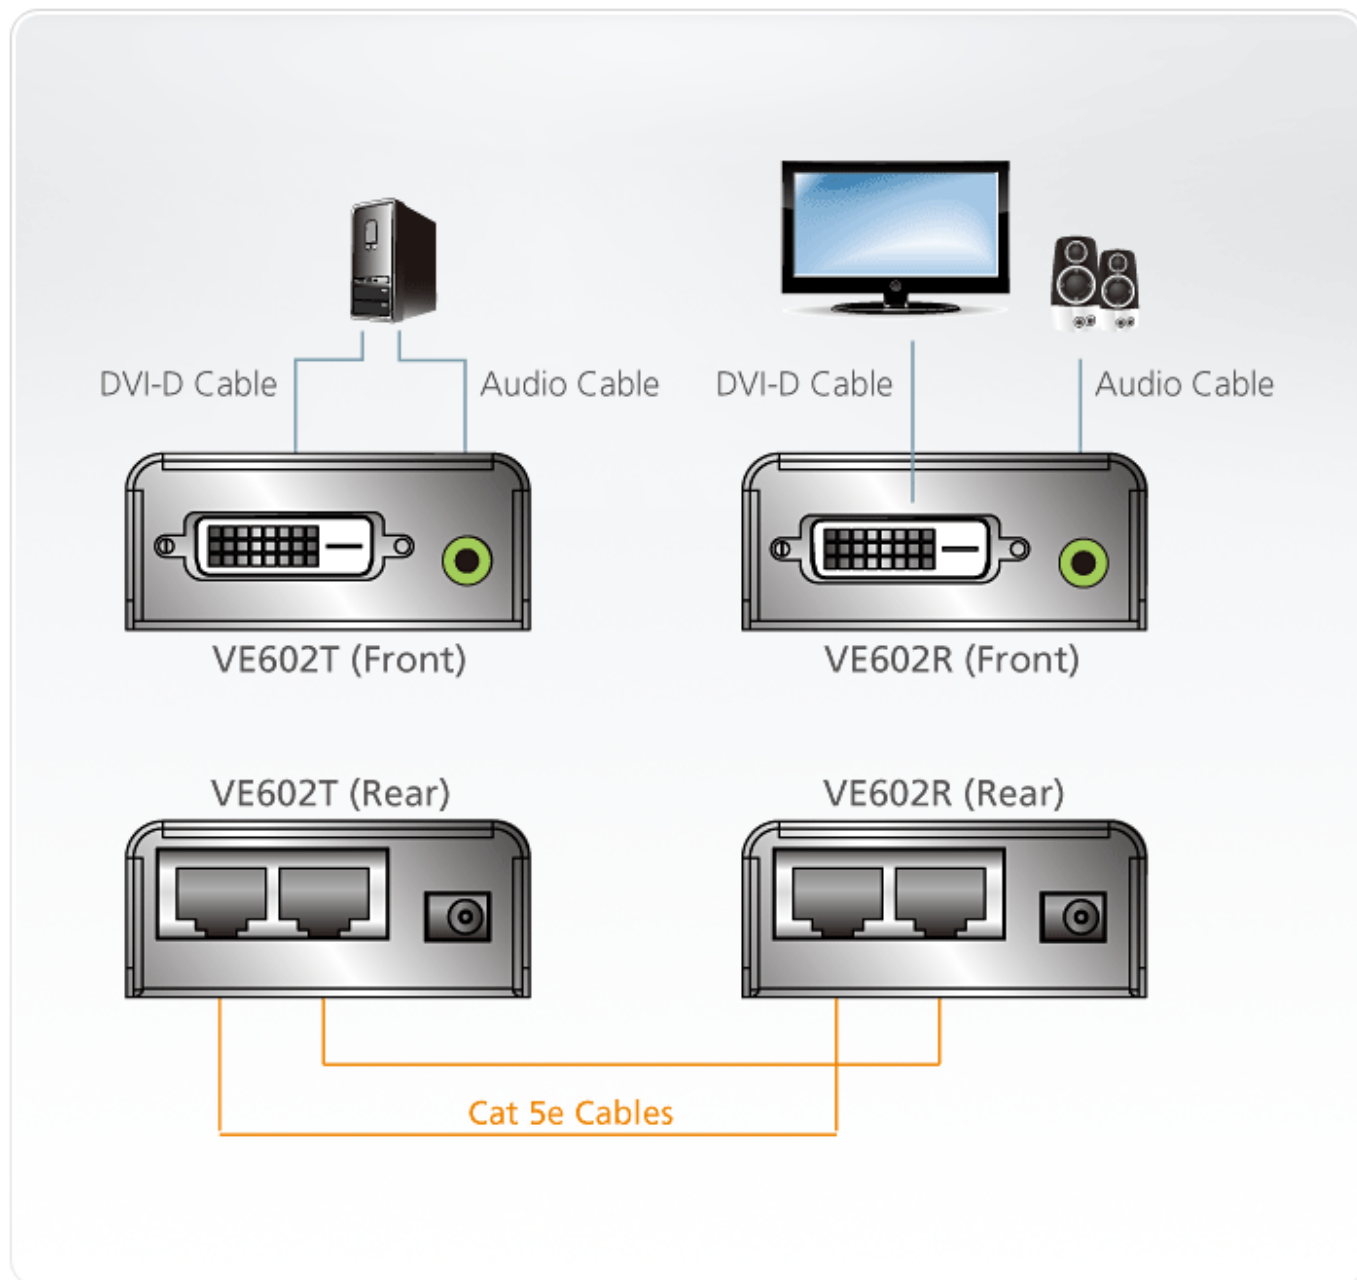 DVI-D Cable
Audio Cable
DVI-D Cable
Audio Cable
VE602T (Front)
VE602R (Front)
VE602T (Rear)
VE602R (Rear)
Cat 5e Cables